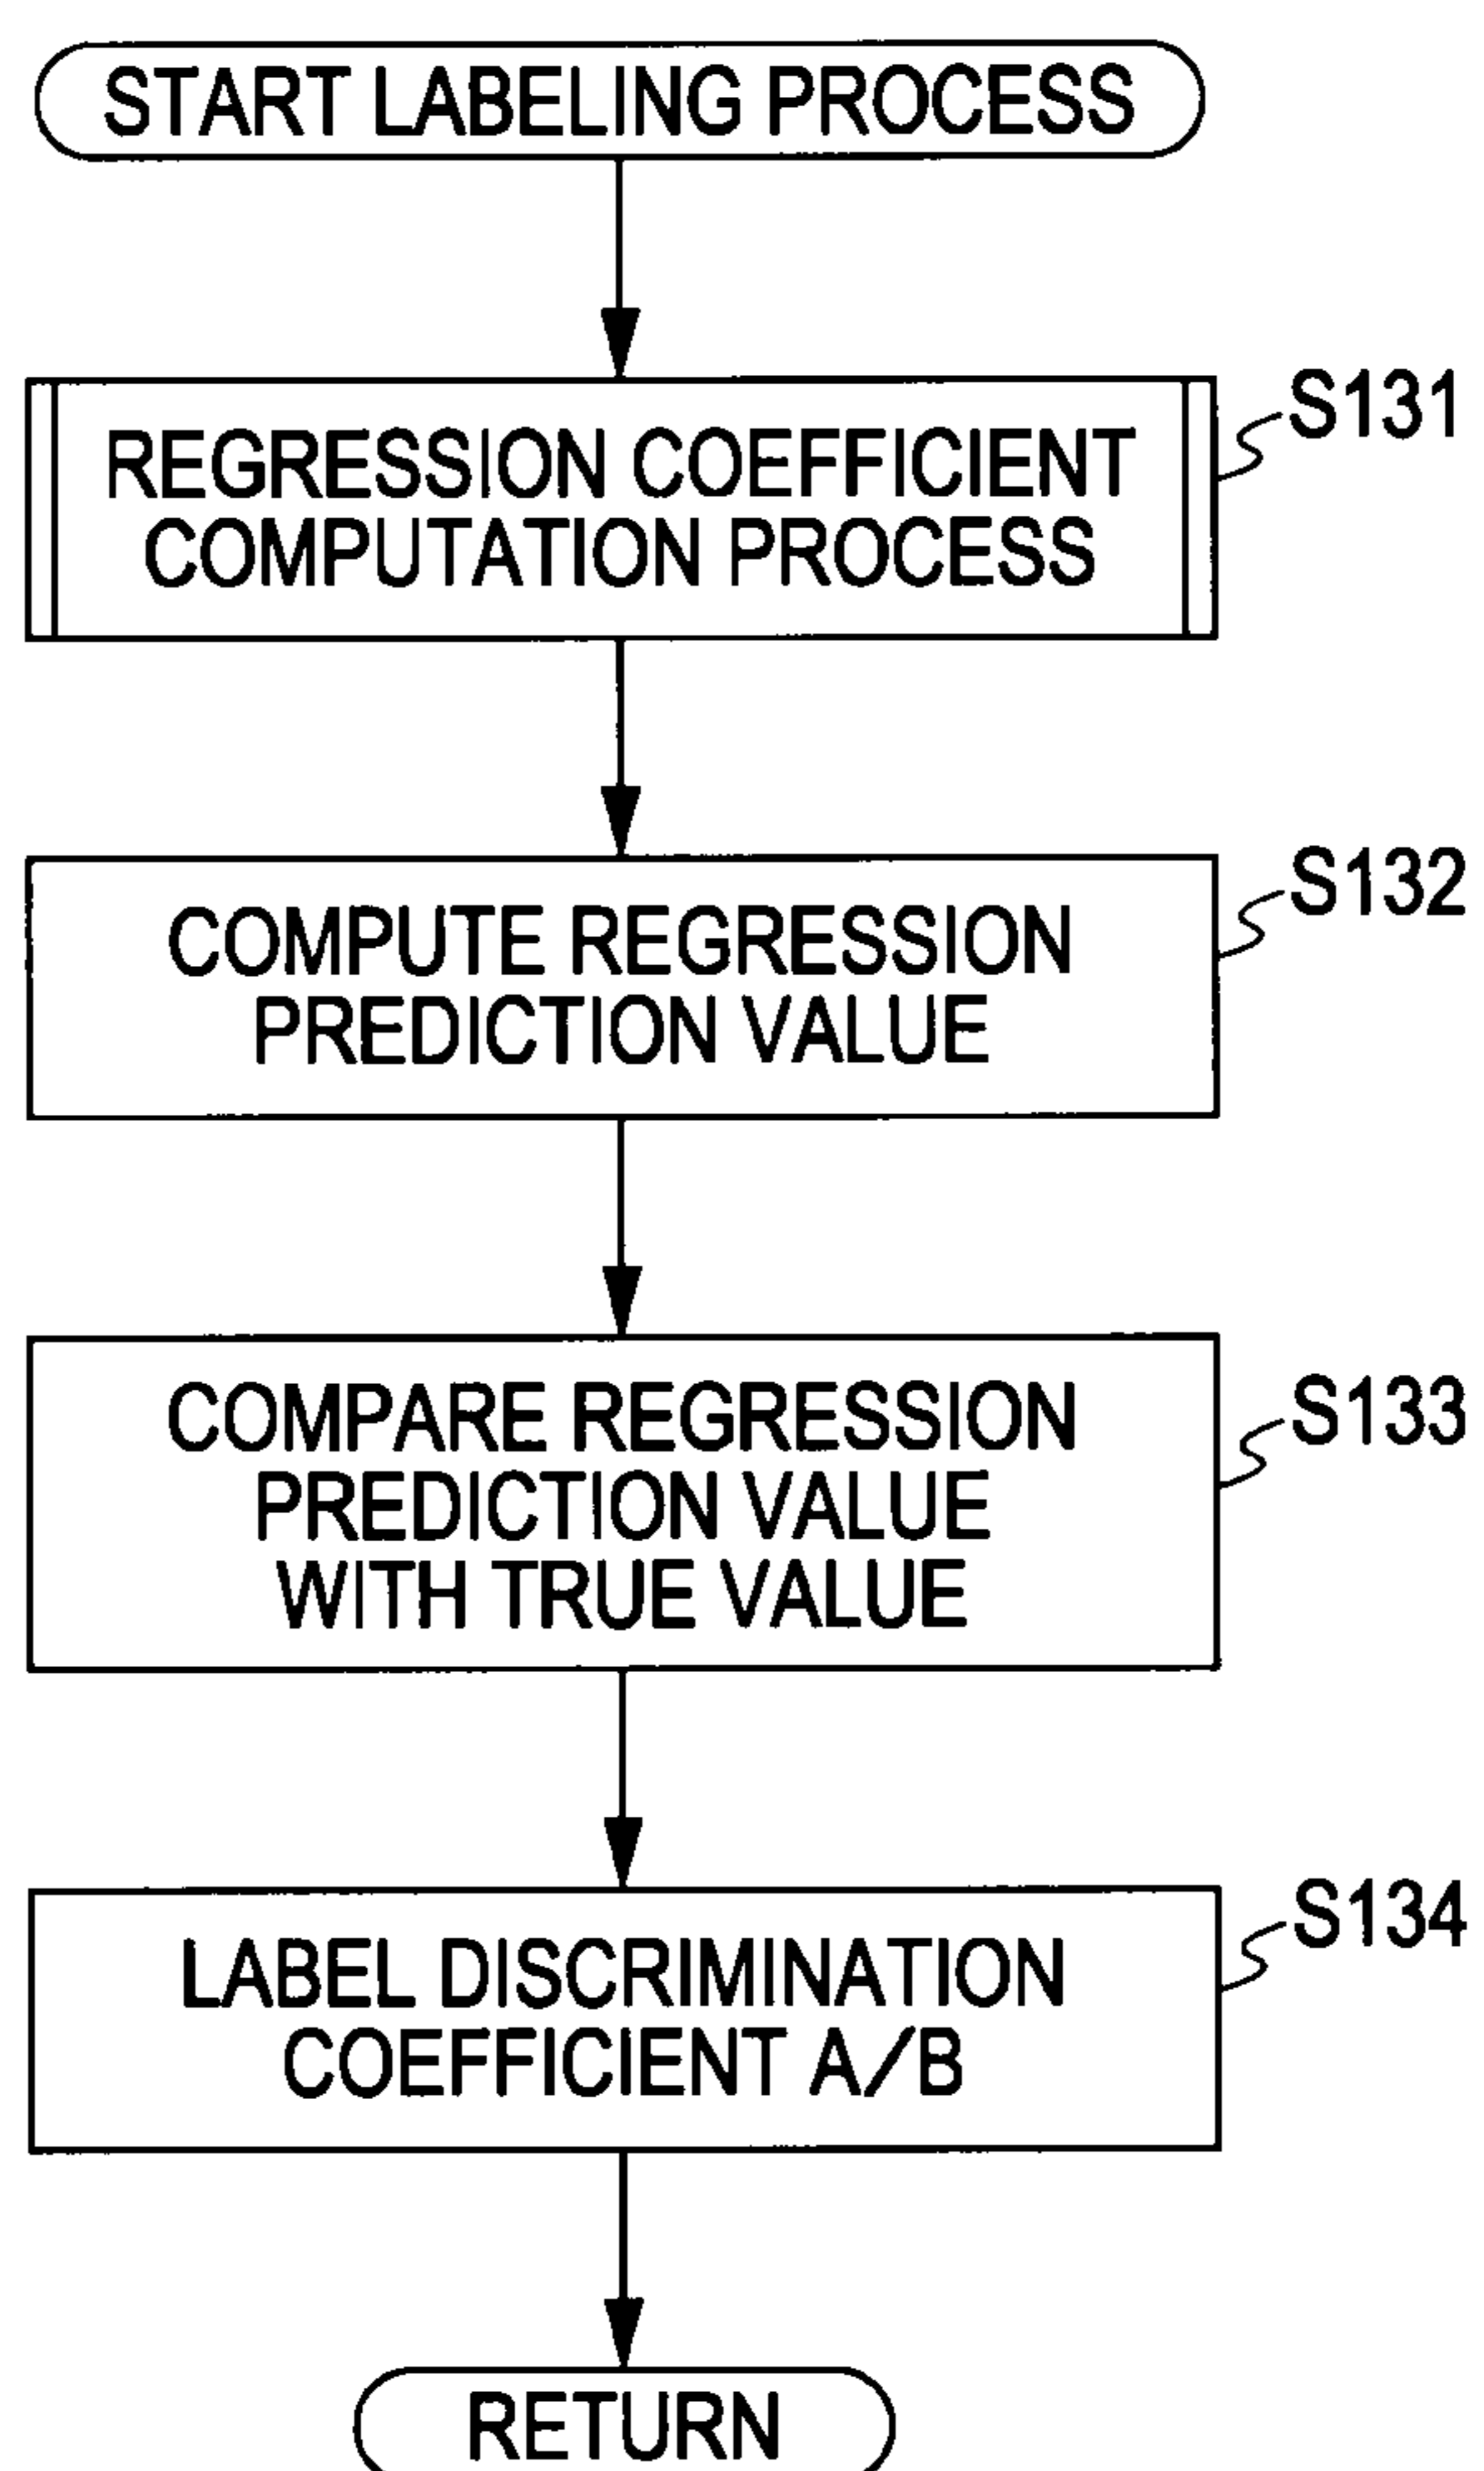 START LABELING PROCESS
S131
REGRESSION COEFFICIENT
COMPUTATION PROCESS
S132
COMPUTE REGRESSION
PREDICTION VALUE
S133
COMPARE REGRESSION
PREDICTION VALUE
WITH TRUE VALUE
S134
LABEL DISCRIMINATION
COEFFICIENT A/B
RETURN